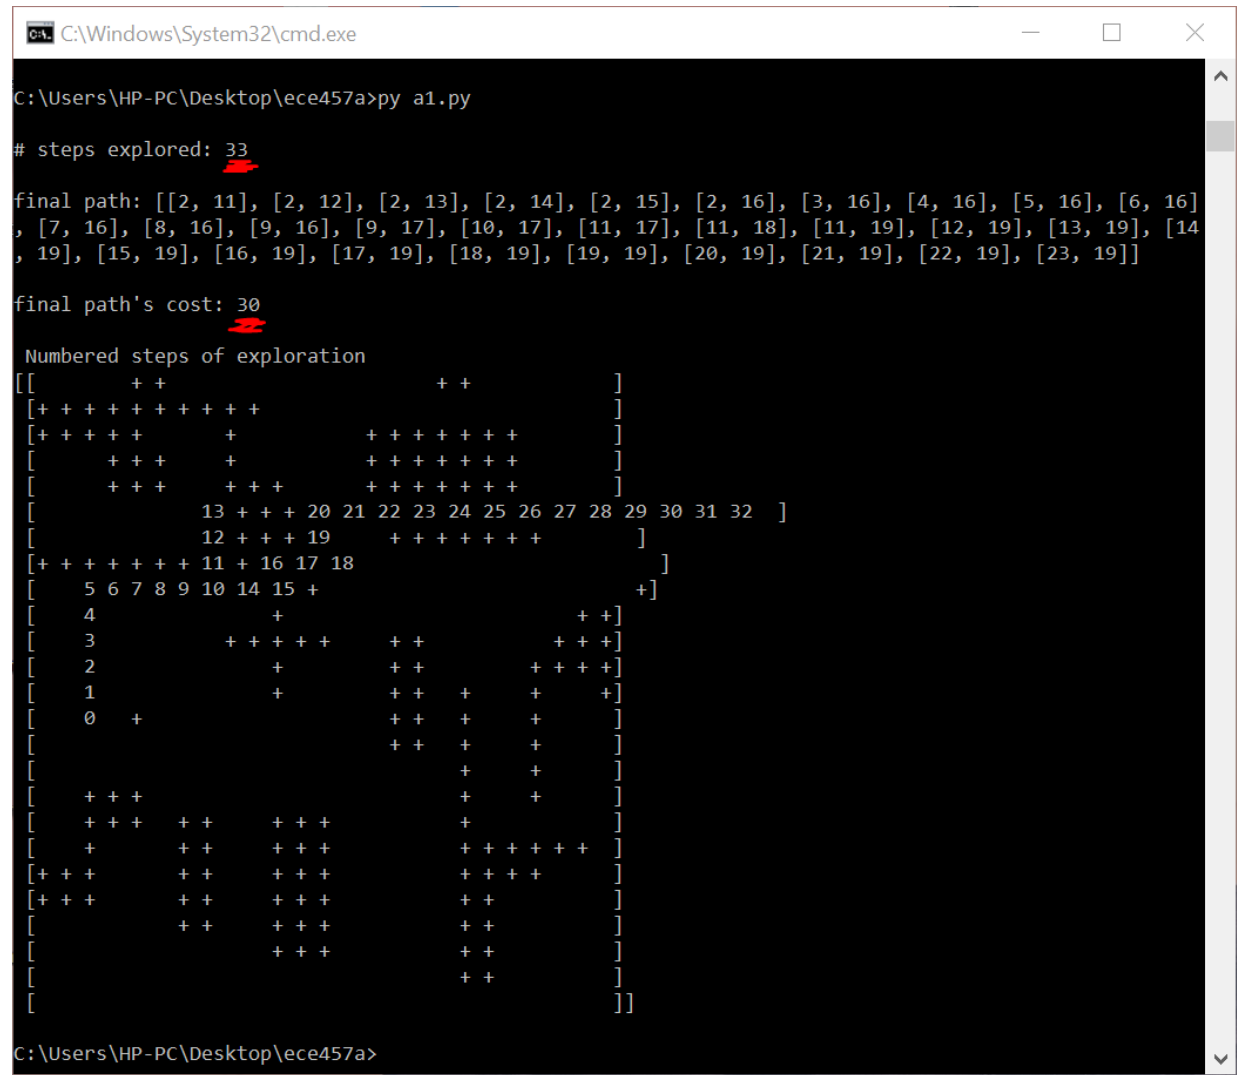 C:\Windows\System32\cmd.exe
C:\Users\HP-PC\Desktop\ece457a>py a1.py
# steps explored: 33
final path: [[2, 11], [2, 12], [2, 13], [2, 14], [2, 15], [2, 16], [3, 16], [4, 16], [5, 16], [6, 16]
, [7, 16], [8, 16], [9, 16], [9, 17], [10, 17], [11, 17], [11, 18], [11, 19], [12, 19], [13, 19], [14
, 19], [15, 19], [16, 19], [17, 19], [18, 19], [19, 19], [20, 19], [21, 19], [22, 19], [23, 19]]
final path's cost: 30
Numbered steps of exploration
[[        + +                       + +            ]
[+ + + + + + + + + +                              ]
[+ + + + +       +           + + + + + + +        ]
[      + + +     +           + + + + + + +        ]
[      + + +     + + +       + + + + + + +        ]
[              13 + + + 20 21 22 23 24 25 26 27 28 29 30 31 32  ]
[              12 + + + 19     + + + + + + +        ]
[+ + + + + + + 11 + 16 17 18                          ]
[    5 6 7 8 9 10 14 15 +                           +]
[    4               +                         + +]
[    3           + + + + +     + +           + + +]
[    2               +         + +         + + + +]
[    1               +         + +   +     +     +]
[    0   +                     + +   +     +      ]
[                              + +   +     +      ]
[                                    +     +      ]
[    + + +                           +     +      ]
[    + + +   + +     + + +           +            ]
[    +       + +     + + +           + + + + + +  ]
[+ + +       + +     + + +           + + + +      ]
[+ + +       + +     + + +           + +          ]
[            + +     + + +           + +          ]
[                    + + +           + +          ]
[                                    + +          ]
[                                                 ]]
C:\Users\HP-PC\Desktop\ece457a>